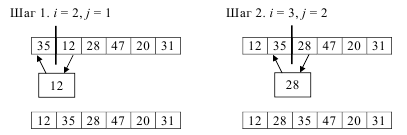 Шаг 1. i = 2, j = 1
35 12 28 47 20 31
12
12 35 28 47 20 31
Шаг 2. i = 3, j = 2
12 35 28 47 20 31
28
12 28 35 47 20 31